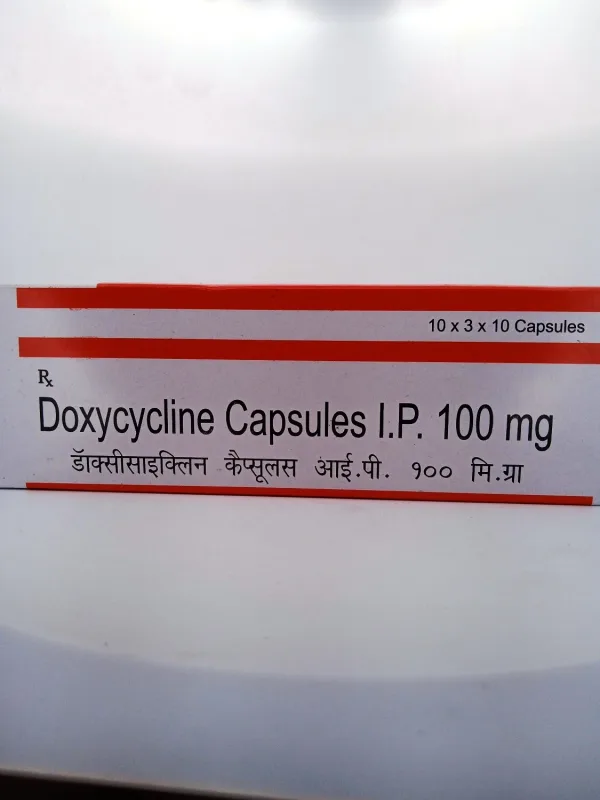 10 x 3 x 10 Capsules
Rx
Doxycycline Capsules I.P. 100 mg
डॅाक्सीसाइक्लिन कैप्सूलस आई.पी. १०० मि.ग्रा